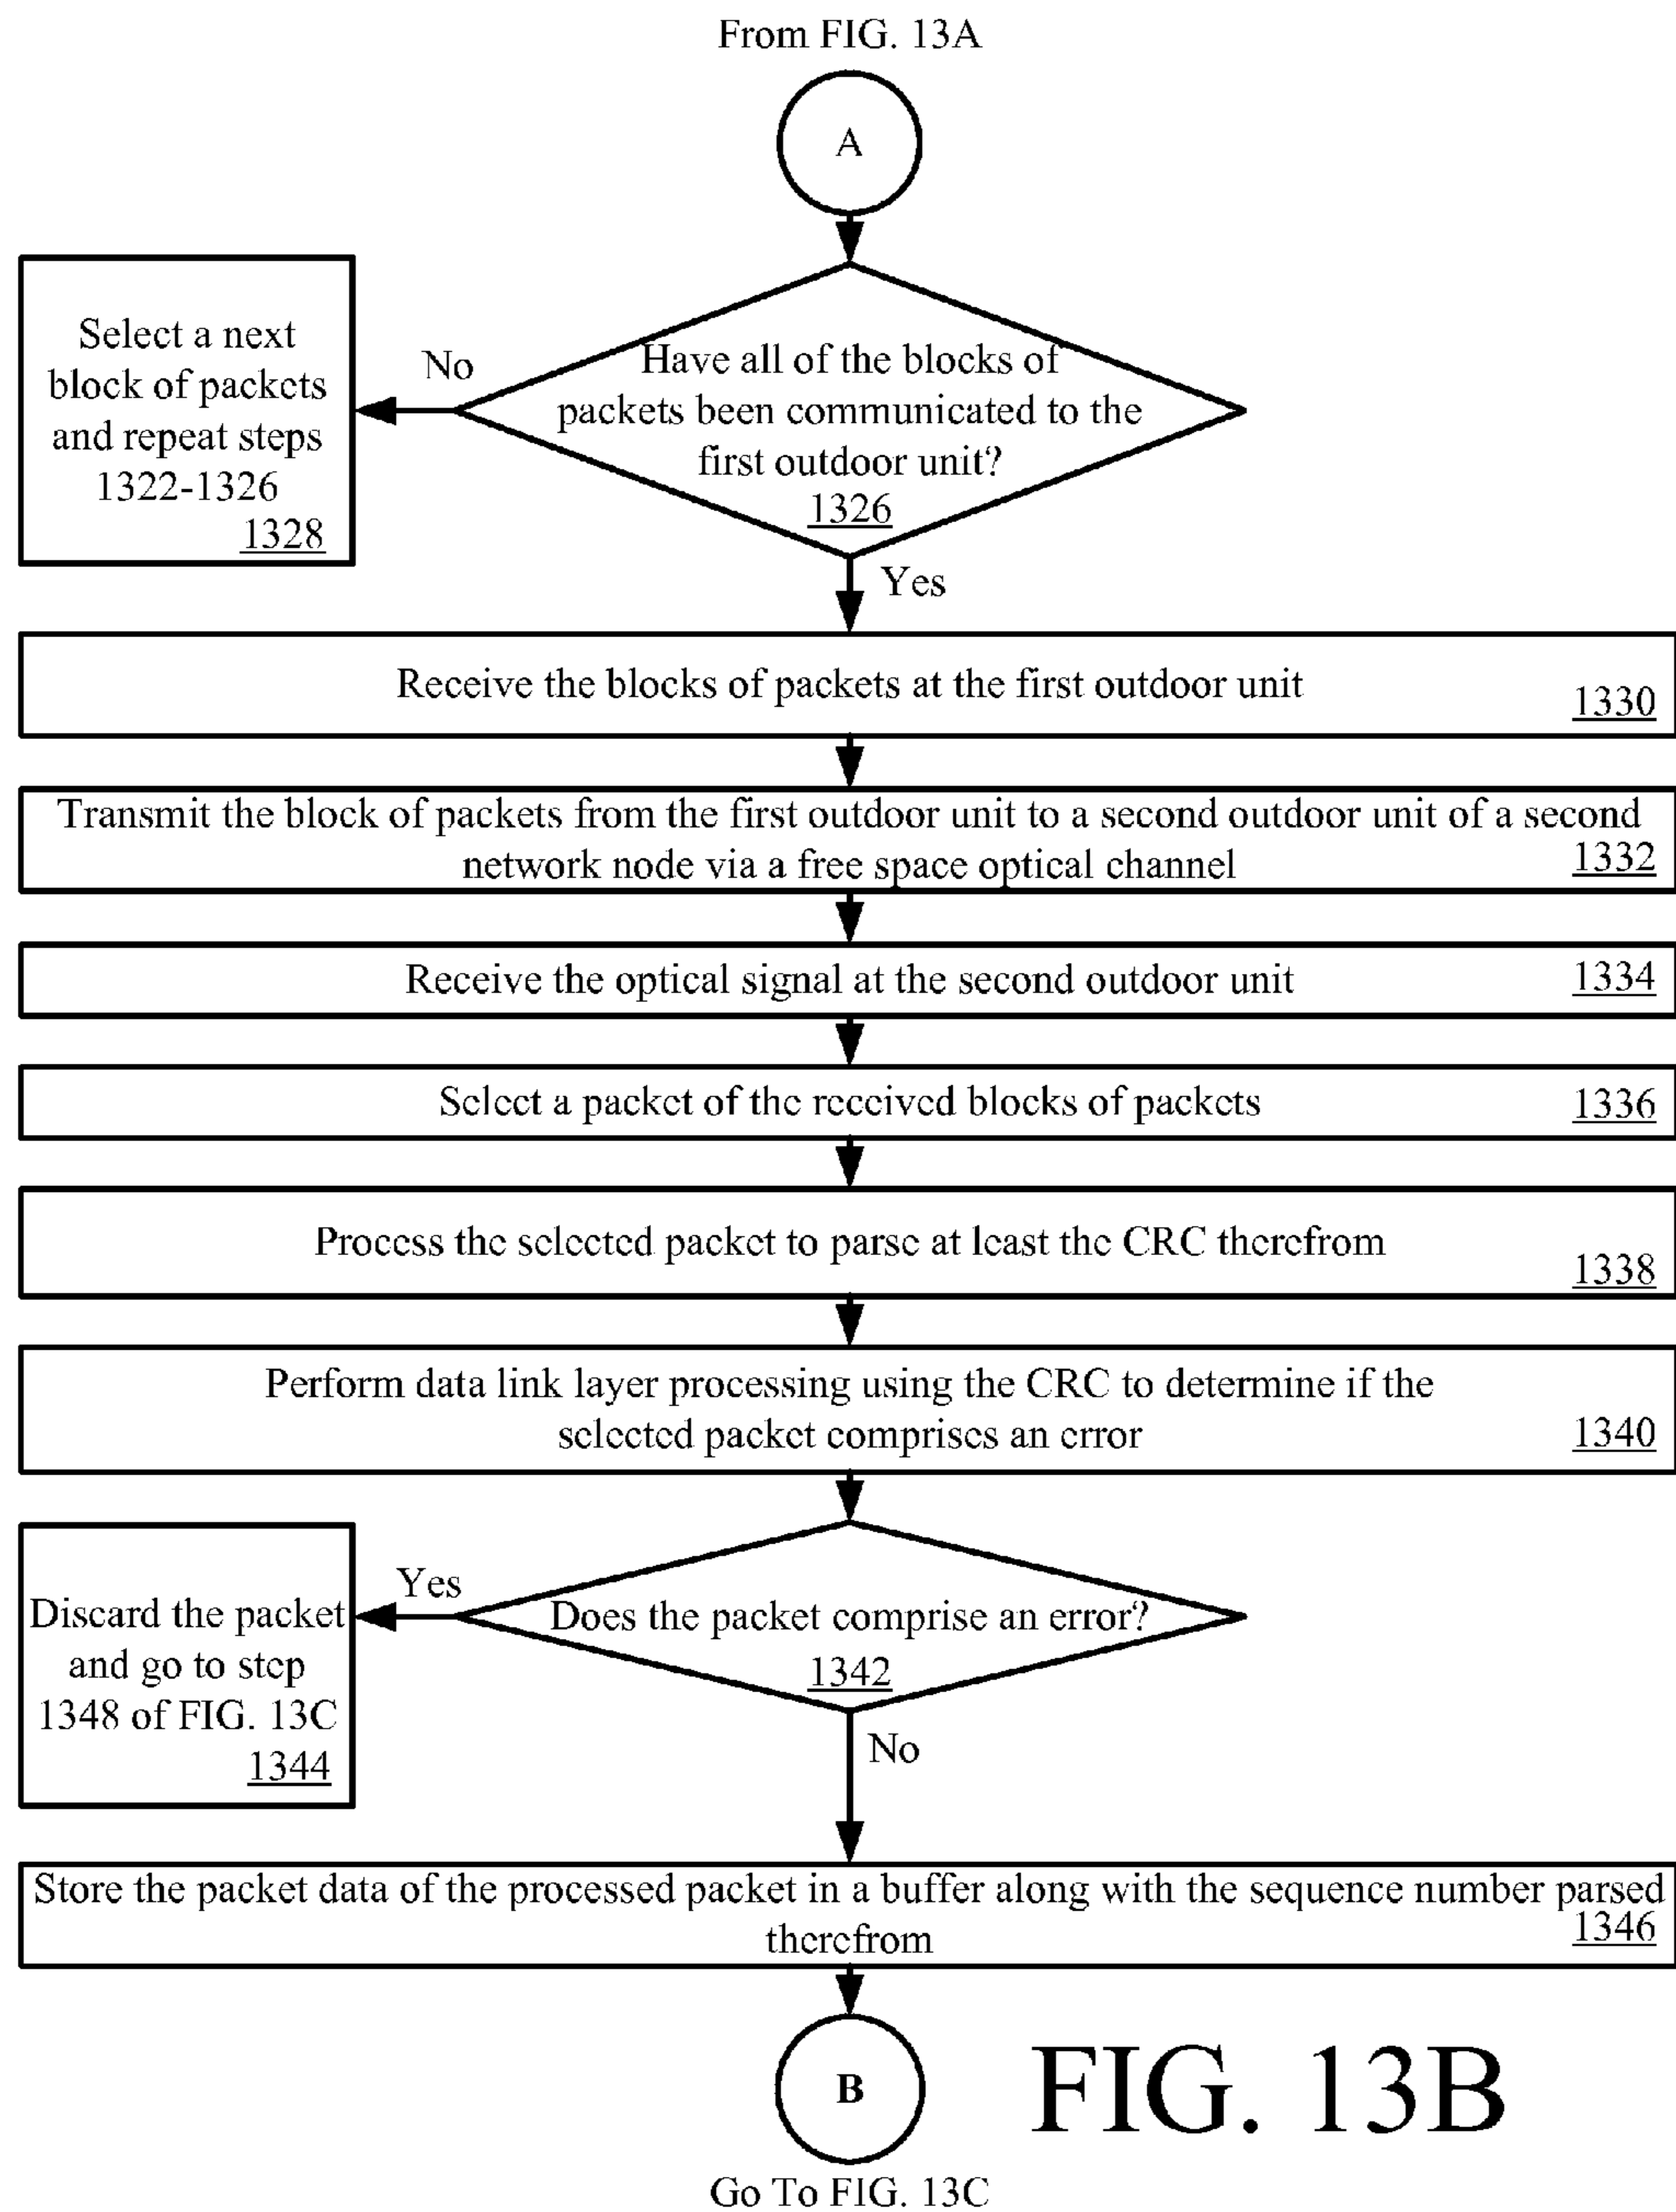 From FIG. 13A
A
Have all of the blocks of
packets been communicated to the
first outdoor unit?
1326
No
Select a next
block of packets
and repeat steps
1322-1326
1328
Yes
Receive the blocks of packets at the first outdoor unit
1330
Transmit the block of packets from the first outdoor unit to a second outdoor unit of a second
network node via a free space optical channel
1332
Receive the optical signal at the second outdoor unit
1334
Select a packet of the received blocks of packets
1336
Process the selected packet to parse at least the CRC therefrom
1338
Perform data link layer processing using the CRC to determine if the
selected packet comprises an error
1340
Does the packet comprise an error?
1342
Yes
Discard the packet
and go to step
1348 of FIG. 13C
1344
No
Store the packet data of the processed packet in a buffer along with the sequence number parsed
therefrom
1346
B
Go To FIG. 13C
FIG. 13B